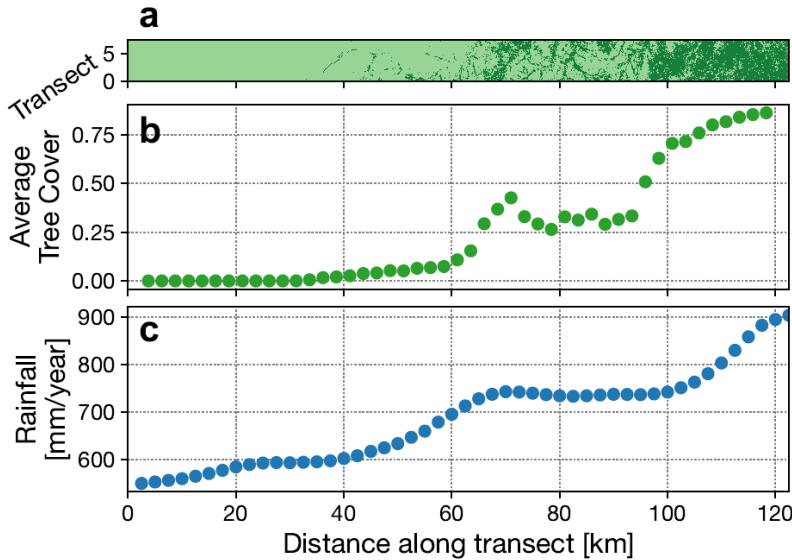 a
Transect
5
0
b
Average
Tree Cover
0.75
0.50
0.25
0.00
c
Rainfall
[mm/year]
900
800
700
600
0 20 40 60 80 100 120
Distance along transect [km]